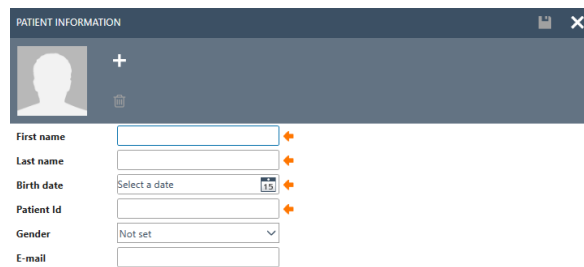 PATIENT INFORMATION
First name
Last name
Birth date Select a date 15
Patient Id
Gender Not set
E-mail